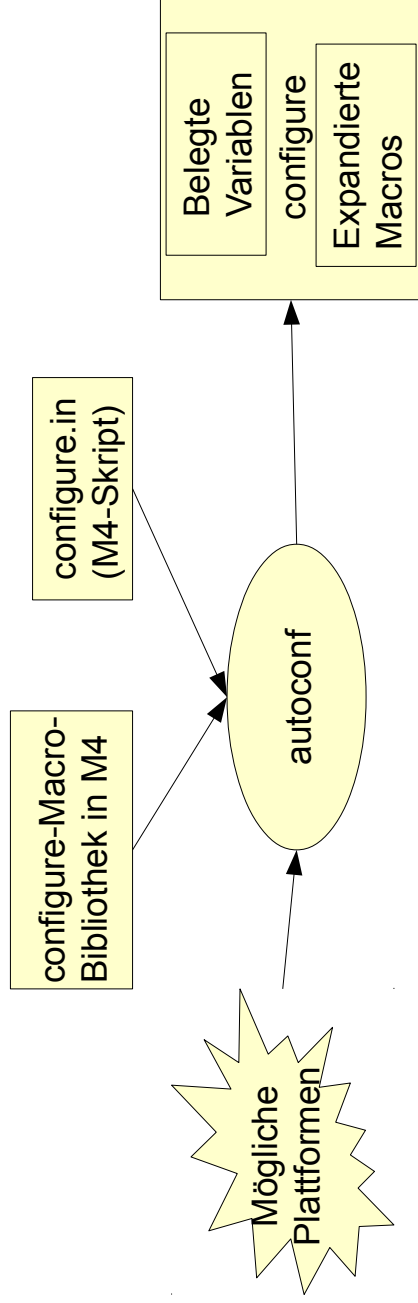 configure-Macro-
Bibliothek in M4
configure.in
(M4-Skript)
Mögliche
Plattformen
autoconf
Belegte
Variablen
configure
Expandierte
Macros